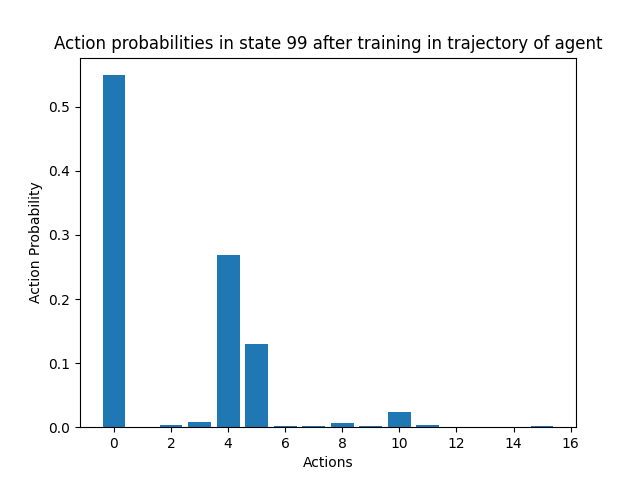 Action probabilities in state 99 after training in trajectory of agent
0.5
0.4
0.3
0.2
0.1
0.0
Action Probability
0 2 4 6 8 10 12 14 16
Actions